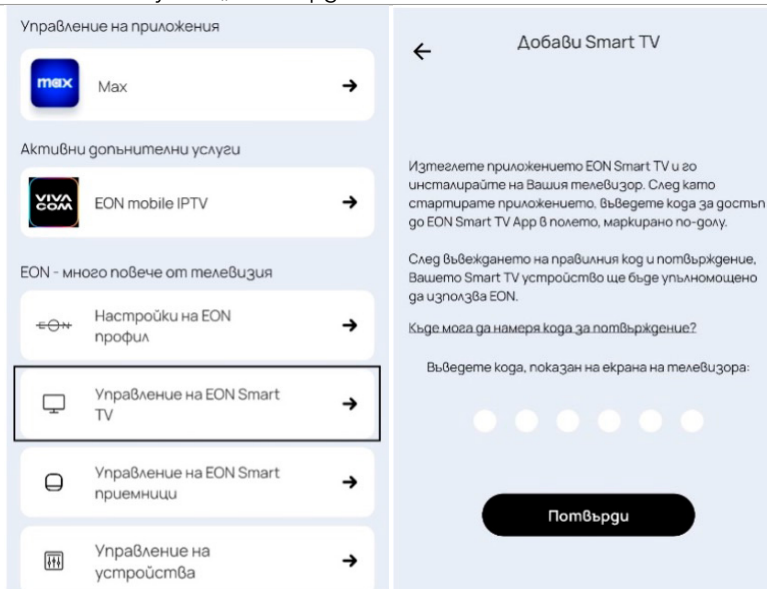 Управление на приложения
max
Max
Активни допълнителни услуги
VIVA
COM
EON mobile IPTV
EON - много повече от телевизия
EON
Настройки на EON
профил
Управление на EON Smart
TV
Управление на EON Smart
приемници
Управление на
устройства
Добави Smart TV
Изтеглете приложението EON Smart TV и го
инсталирайте на Вашия телевизор. След като
стартирате приложението, въведете кода за достъп
до EON Smart TV App в полето, маркирано по-долу.
След въвеждането на правилния код и потвърждение,
Вашето Smart TV устройство ще бъде упълномощено
да използва EON.
Къде мога да намеря кода за потвърждение?
Въведете кода, показан на екрана на телевизора:
Потвърди